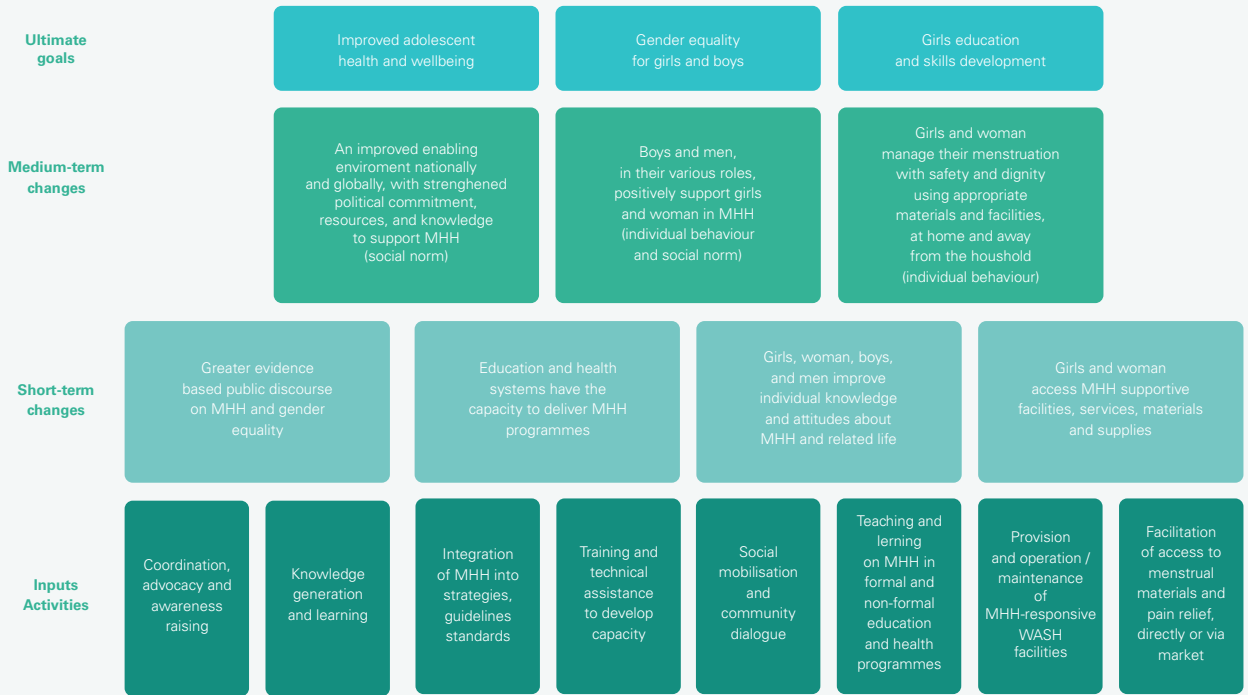 Ultimate
goals
Improved adolescent
health and wellbeing
Gender equality
for girls and boys
Girls education
and skills development
Medium-term
changes
An improved enabling
enviroment nationally
and globally, with strenghened
political commitment,
resources, and knowledge
to support MHH
(social norm)
Boys and men,
in their various roles,
positively support girls
and woman in MHH
(individual behaviour
and social norm)
Girls and woman
manage their menstruation
with safety and dignity
using appropriate
materials and facilities,
at home and away
from the houshold
(individual behaviour)
Short-term
changes
Greater evidence
based public discourse
on MHH and gender
equality
Education and health
systems have the
capacity to deliver MHH
programmes
Girls, woman, boys,
and men improve
individual knowledge
and attitudes about
MHH and related life
Girls and woman
access MHH supportive
facilities, services, materials
and supplies
Inputs
Activities
Coordination,
advocacy and
awareness
raising
Knowledge
generation
and learning
Integration
of MHH into
strategies,
guidelines
standards
Training and
technical
assistance
to develop
capacity
Social
mobilisation
and
community
dialogue
Teaching and
lerning
on MHH in
formal and
non-formal
education
and health
programmes
Provision
and operation /
maintenance
of
MHH-responsive
WASH
facilities
Facilitation
of access to
menstrual
materials and
pain relief,
directly or via
market